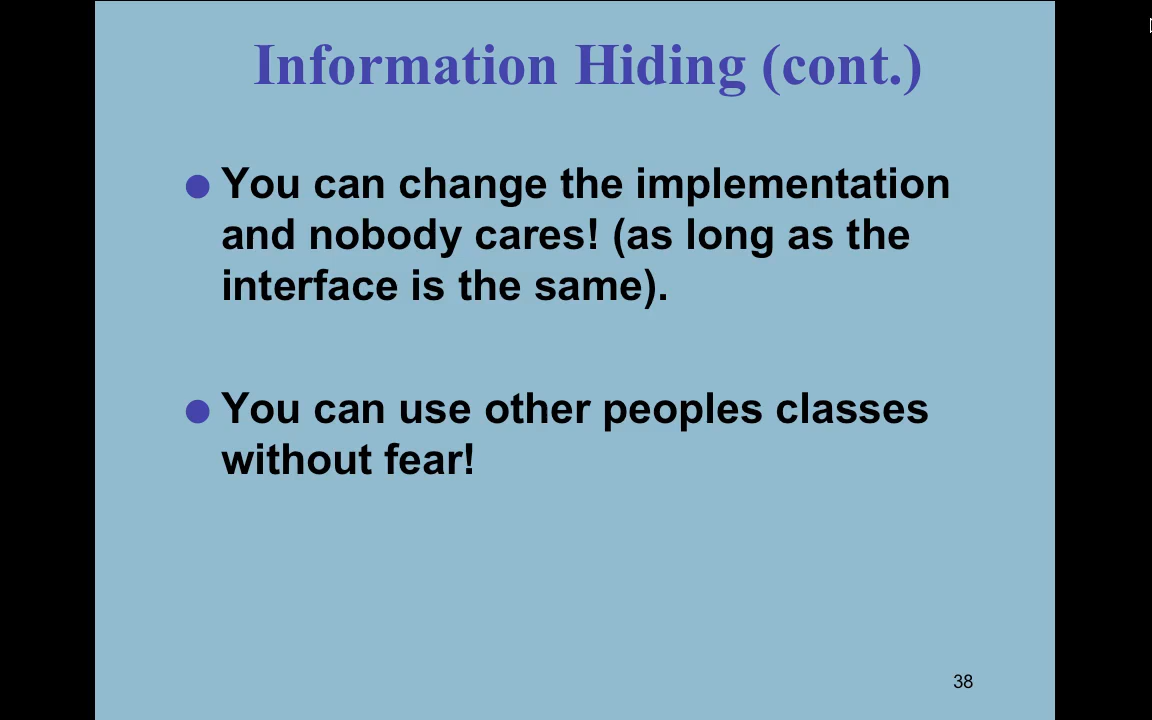 Information Hiding (cont.)
You can change the implementation
and nobody cares! (as long as the
interface is the same).
You can use other peoples classes
without fear!
38